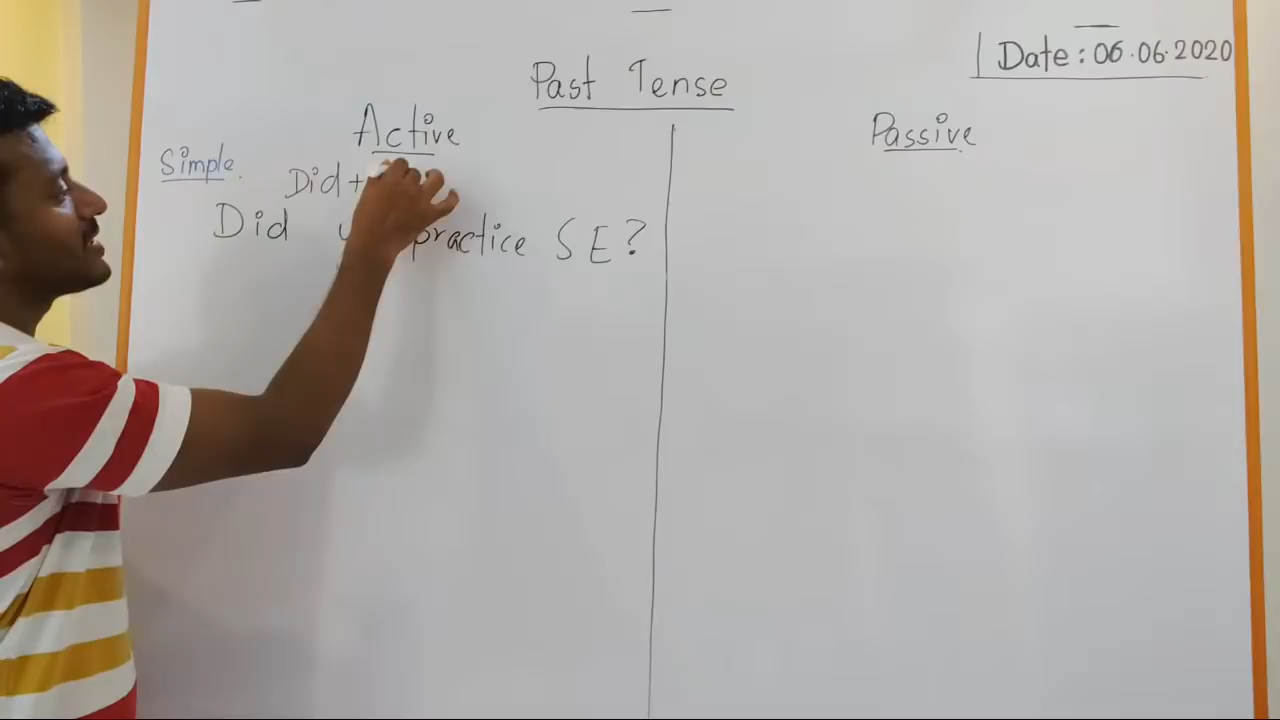 Date: 06.06.2020
Past Tense
Active
Passive
Simple.
Did +
Did practice S E?